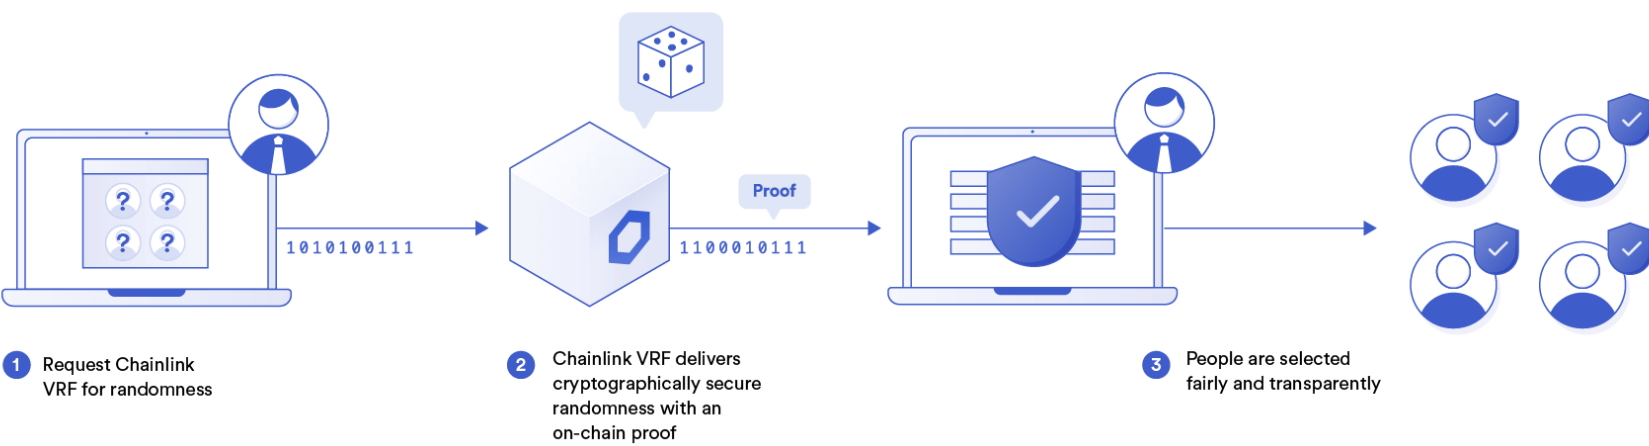 ?
?
?
?
1010100111
Proof
1100010111
1
Request Chainlink
VRF for randomness
2
Chainlink VRF delivers
cryptographically secure
randomness with an
on-chain proof
3
People are selected
fairly and transparently